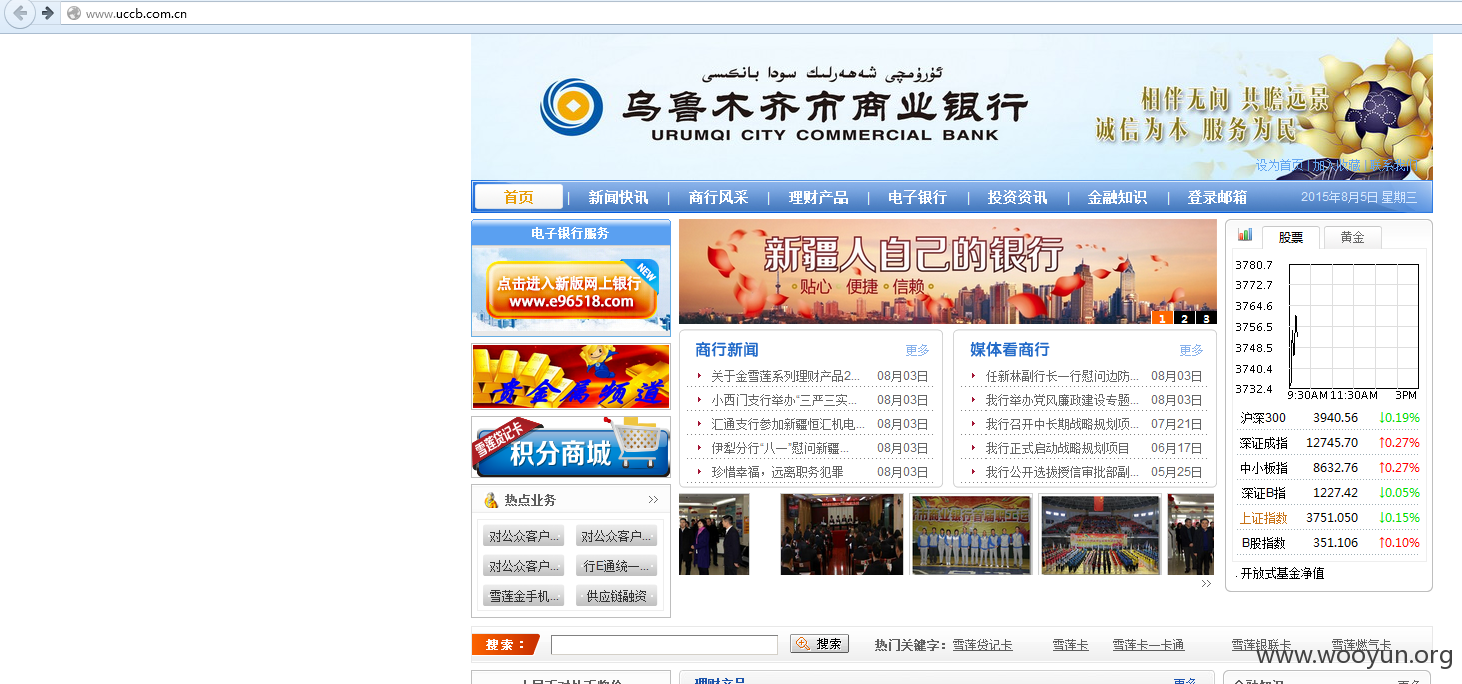 www.uccb.com.cn
ئۈرۈمچى شەھەرلىك سودا بانكىسى
乌鲁木齐市商业银行
URUMQI CITY COMMERCIAL BANK
相伴无间 共瞻远景
诚信为本 服务为民
设为首页 | 加入收藏 | 联系我们
首页 | 新闻快讯 | 商行风采 | 理财产品 | 电子银行 | 投资资讯 | 金融知识 | 登录邮箱 2015年8月5日 星期三
电子银行服务
点击进入新版网上银行
www.e96518.com
NEW
贵金属频道
雪莲贷记卡
积分商城
热点业务 >>
对公众客户... 对公众客户...
对公众客户... 行E通统一...
雪莲金手机... 供应链融资
新疆人自己的银行
贴心 便捷 信赖
1 2 3
商行新闻 更多
关于金雪莲系列理财产品2... 08月03日
小西门支行举办“三严三实... 08月03日
汇通支行参加新疆恒汇机电... 08月03日
伊犁分行“八一”慰问新疆... 08月03日
珍惜幸福，远离职务犯罪 08月03日
媒体看商行 更多
任新林副行长一行慰问边防... 08月03日
我行举办党风廉政建设专题... 08月03日
我行召开中长期战略规划项... 07月21日
我行正式启动战略规划项目 06月17日
我行公开选拔授信审批部副... 05月25日
>>
股票 黄金
3780.7
3772.7
3764.6
3756.5
3748.5
3740.4
3732.4
9:30AM 11:30AM 3PM
沪深300 3940.56 ↓0.19%
深证成指 12745.70 ↑0.27%
中小板指 8632.76 ↑0.27%
深证B指 1227.42 ↓0.05%
上证指数 3751.050 ↓0.15%
B股指数 351.106 ↑0.10%
. 开放式基金净值
搜索： 搜索 热门关键字： 雪莲贷记卡 雪莲卡 雪莲卡一卡通 雪莲银联卡 雪莲燃气卡
理财产品 更多
www.wooyun.org